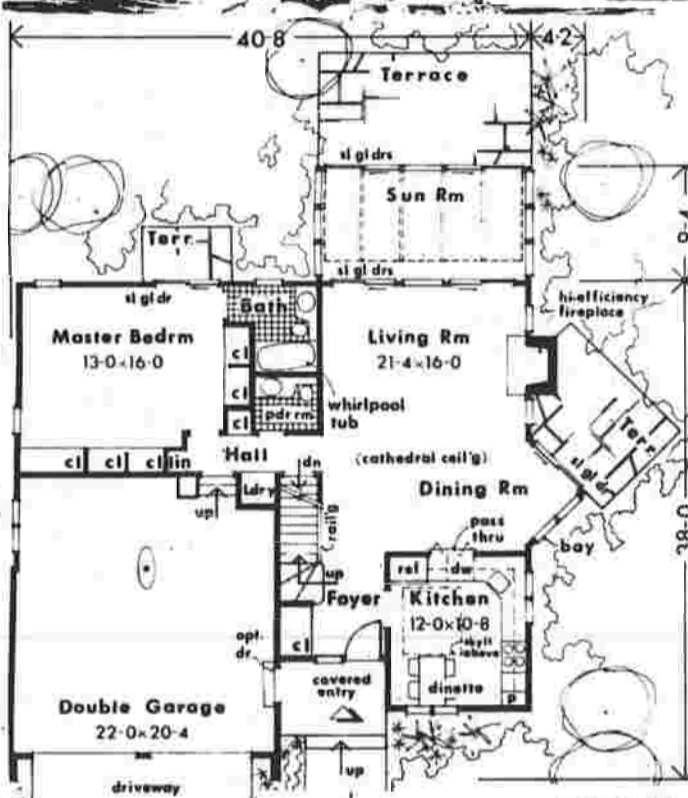 40-8
4-2
Terrace
sl gl drs
Sun Rm
9-4
Terr.
sl gl drs
sl gl dr
Bath
hi-efficiency
fireplace
Master Bedrm
13-0x16-0
Living Rm
21-4x16-0
cl
cl
cl
whirlpool
tub
pdr rm
Terr
sl gl dr
cl
cl
cl
lin
Hall
dn
(cathedral ceil'g)
Ldry
Dining Rm
up
rail'g
pass
thru
bay
38-0
up
ref
dw
Foyer
Kitchen
12-0x10-8
skylt
above
opt.
dr
cl
covered
entry
dinette
P
Double Garage
22-0x20-4
up
driveway